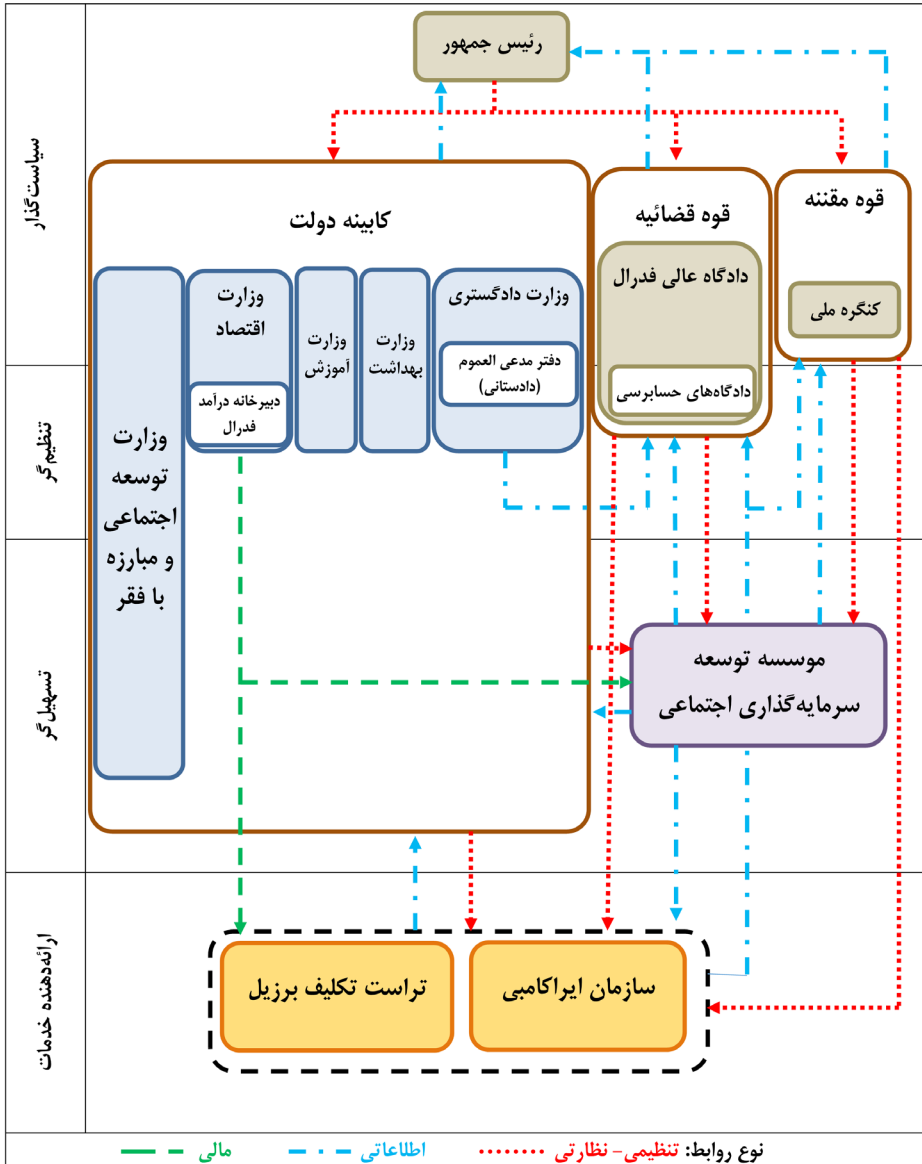 رئیس جمهور
سیاست‌گذار
کابینه دولت
قوه قضائیه
قوه مقننه
وزارت
توسعه
اجتماعی
و مبارزه
با فقر
وزارت
اقتصاد
دبیرخانه درآمد
فدرال
وزارت
آموزش
وزارت
بهداشت
وزارت دادگستری
دفتر مدعی العموم
(دادستانی)
دادگاه عالی فدرال
دادگاه‌های حسابرسی
کنگره ملی
تنظیم‌گر
تسهیل‌گر
موسسه توسعه
سرمایه‌گذاری اجتماعی
ارائه‌دهنده خدمات
سازمان ایراکامبی
تراست تکلیف برزیل
نوع روابط: تنظیمی- نظارتی اطلاعاتی مالی